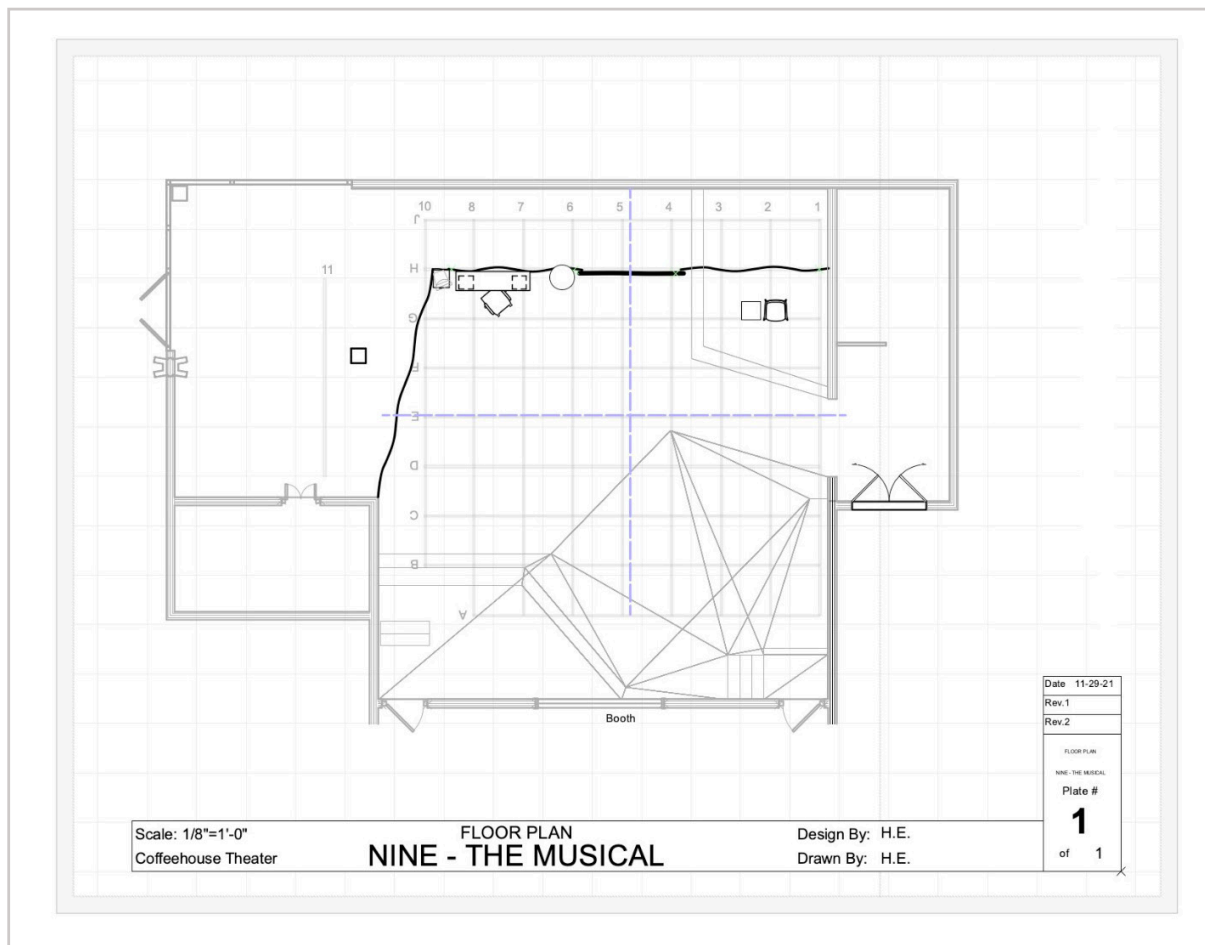 10 8 7 6 5 4 3 2 1
J
H
11
G
F
E
D
C
B
A
Booth
Date 11-29-21
Rev.1
Rev.2
FLOOR PLAN
NINE - THE MUSICAL
Plate #
1
of 1
Scale: 1/8"=1'-0"
Coffeehouse Theater
FLOOR PLAN
NINE - THE MUSICAL
Design By: H.E.
Drawn By: H.E.